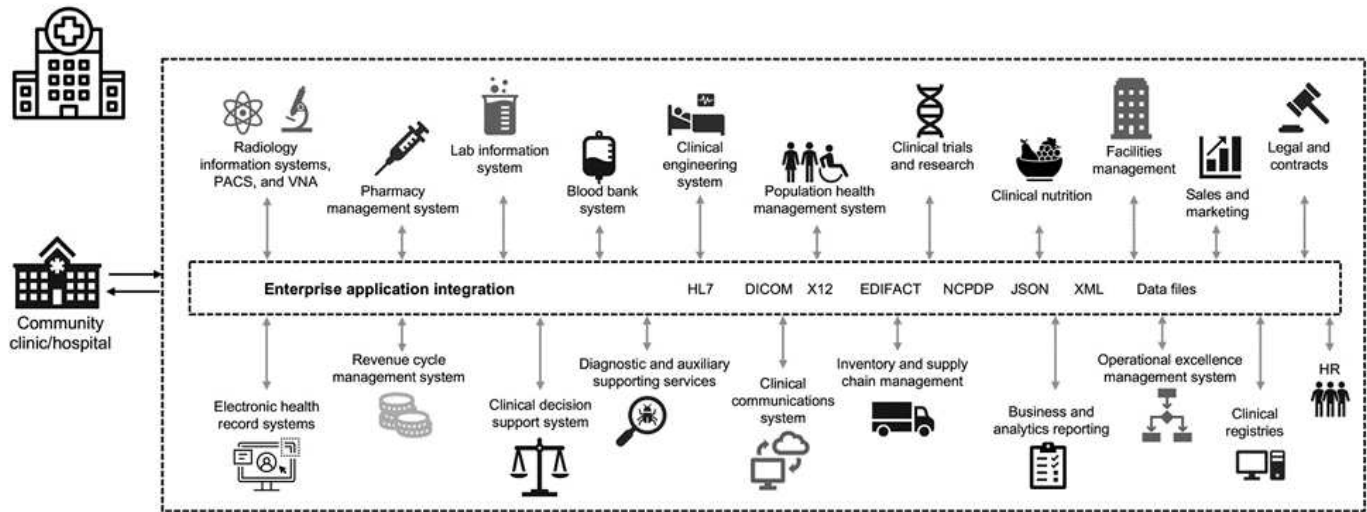 Radiology
information systems,
PACS, and VNA
Pharmacy
management system
Lab information
system
Blood bank
system
Clinical
engineering
system
Population health
management system
Clinical trials
and research
Clinical nutrition
Facilities
management
Sales and
marketing
Legal and
contracts
Community
clinic/hospital
Enterprise application integration HL7 DICOM X12 EDIFACT NCPDP JSON XML Data files
Electronic health
record systems
Revenue cycle
management system
Clinical decision
support system
Diagnostic and auxiliary
supporting services
Clinical
communications
system
Inventory and supply
chain management
Business and
analytics reporting
Operational excellence
management system
Clinical
registries
HR